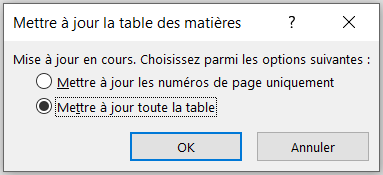 Mettre à jour la table des matières ? ×
Mise à jour en cours. Choisissez parmi les options suivantes :
Mettre à jour les numéros de page uniquement
Mettre à jour toute la table
OK Annuler